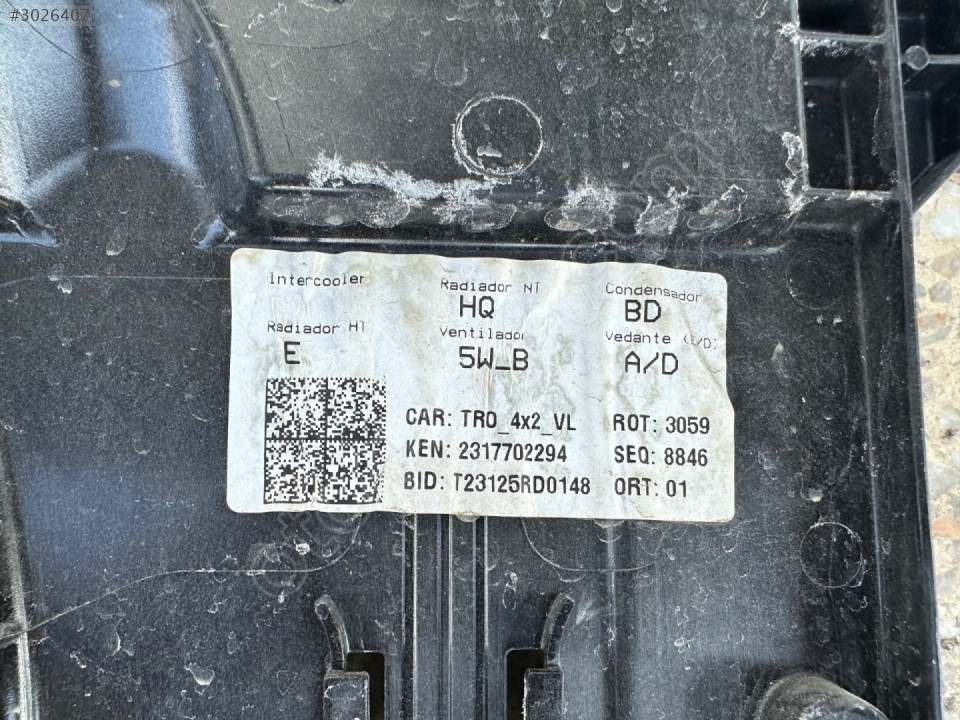 #3026407
Intercooler
Radiador NT
HQ
Condensador
BD
Radiador HT
E
Ventilador
5W_B
Vedante (E/D)
A/D
CAR: TRO_4x2_VL ROT: 3059
KEN: 2317702294 SEQ: 8846
BID: T23125RD0148 ORT: 01